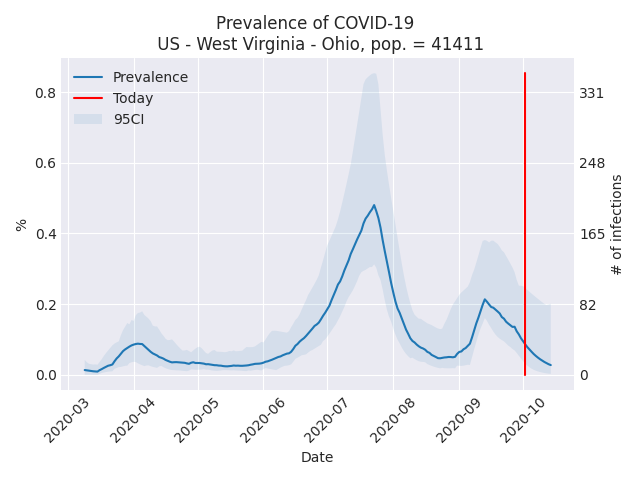 Prevalence of COVID-19
US - West Virginia - Ohio, pop. = 41411
Prevalence
Today
95CI
0.8
0.6
0.4
0.2
0.0
%
331
248
165
82
0
# of infections
2020-03
2020-04
2020-05
2020-06
2020-07
2020-08
2020-09
2020-10
Date